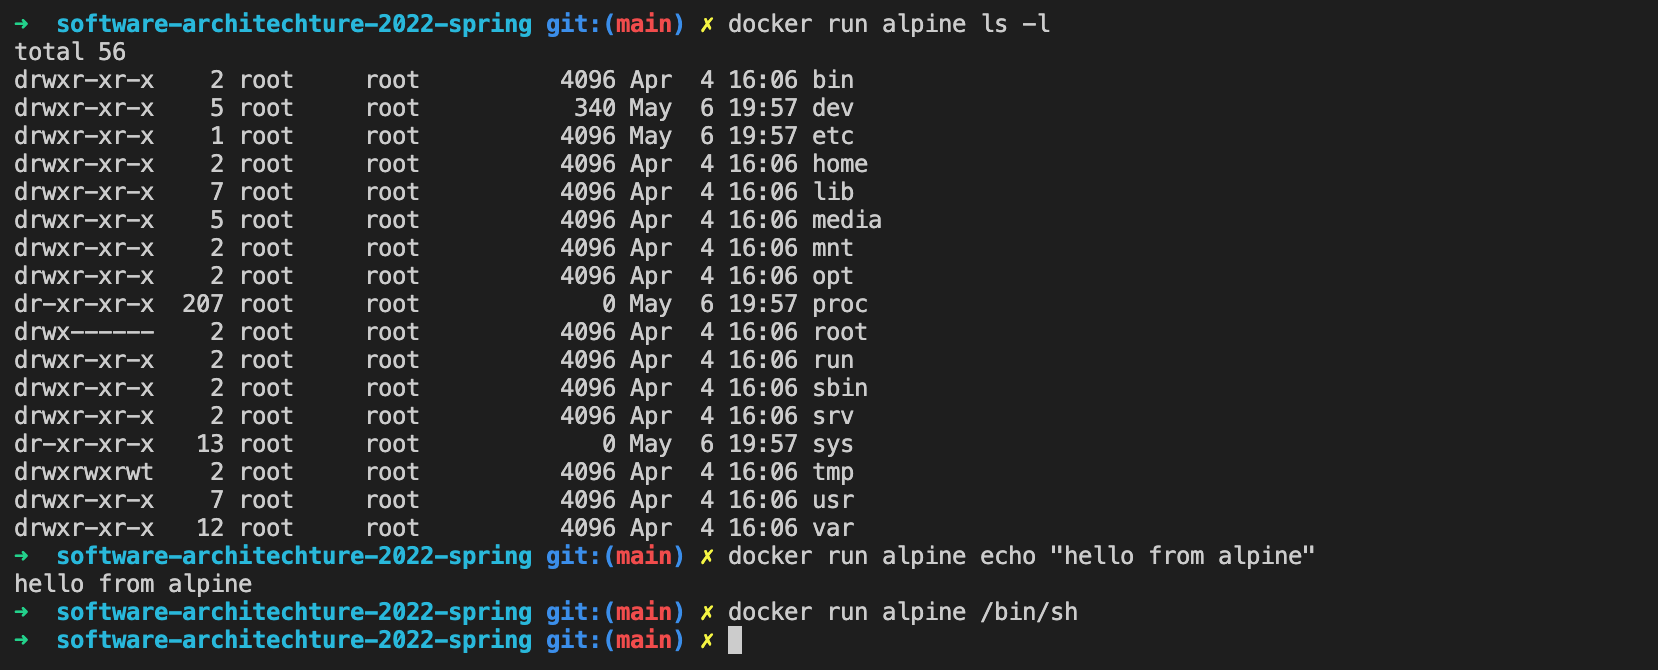 ➜  software-architechture-2022-spring git:(main) ✗ docker run alpine ls -l
total 56
drwxr-xr-x    2 root     root          4096 Apr  4 16:06 bin
drwxr-xr-x    5 root     root           340 May  6 19:57 dev
drwxr-xr-x    1 root     root          4096 May  6 19:57 etc
drwxr-xr-x    2 root     root          4096 Apr  4 16:06 home
drwxr-xr-x    7 root     root          4096 Apr  4 16:06 lib
drwxr-xr-x    5 root     root          4096 Apr  4 16:06 media
drwxr-xr-x    2 root     root          4096 Apr  4 16:06 mnt
drwxr-xr-x    2 root     root          4096 Apr  4 16:06 opt
dr-xr-xr-x  207 root     root             0 May  6 19:57 proc
drwx------    2 root     root          4096 Apr  4 16:06 root
drwxr-xr-x    2 root     root          4096 Apr  4 16:06 run
drwxr-xr-x    2 root     root          4096 Apr  4 16:06 sbin
drwxr-xr-x    2 root     root          4096 Apr  4 16:06 srv
dr-xr-xr-x   13 root     root             0 May  6 19:57 sys
drwxrwxrwt    2 root     root          4096 Apr  4 16:06 tmp
drwxr-xr-x    7 root     root          4096 Apr  4 16:06 usr
drwxr-xr-x   12 root     root          4096 Apr  4 16:06 var
➜  software-architechture-2022-spring git:(main) ✗ docker run alpine echo "hello from alpine"
hello from alpine
➜  software-architechture-2022-spring git:(main) ✗ docker run alpine /bin/sh
➜  software-architechture-2022-spring git:(main) ✗